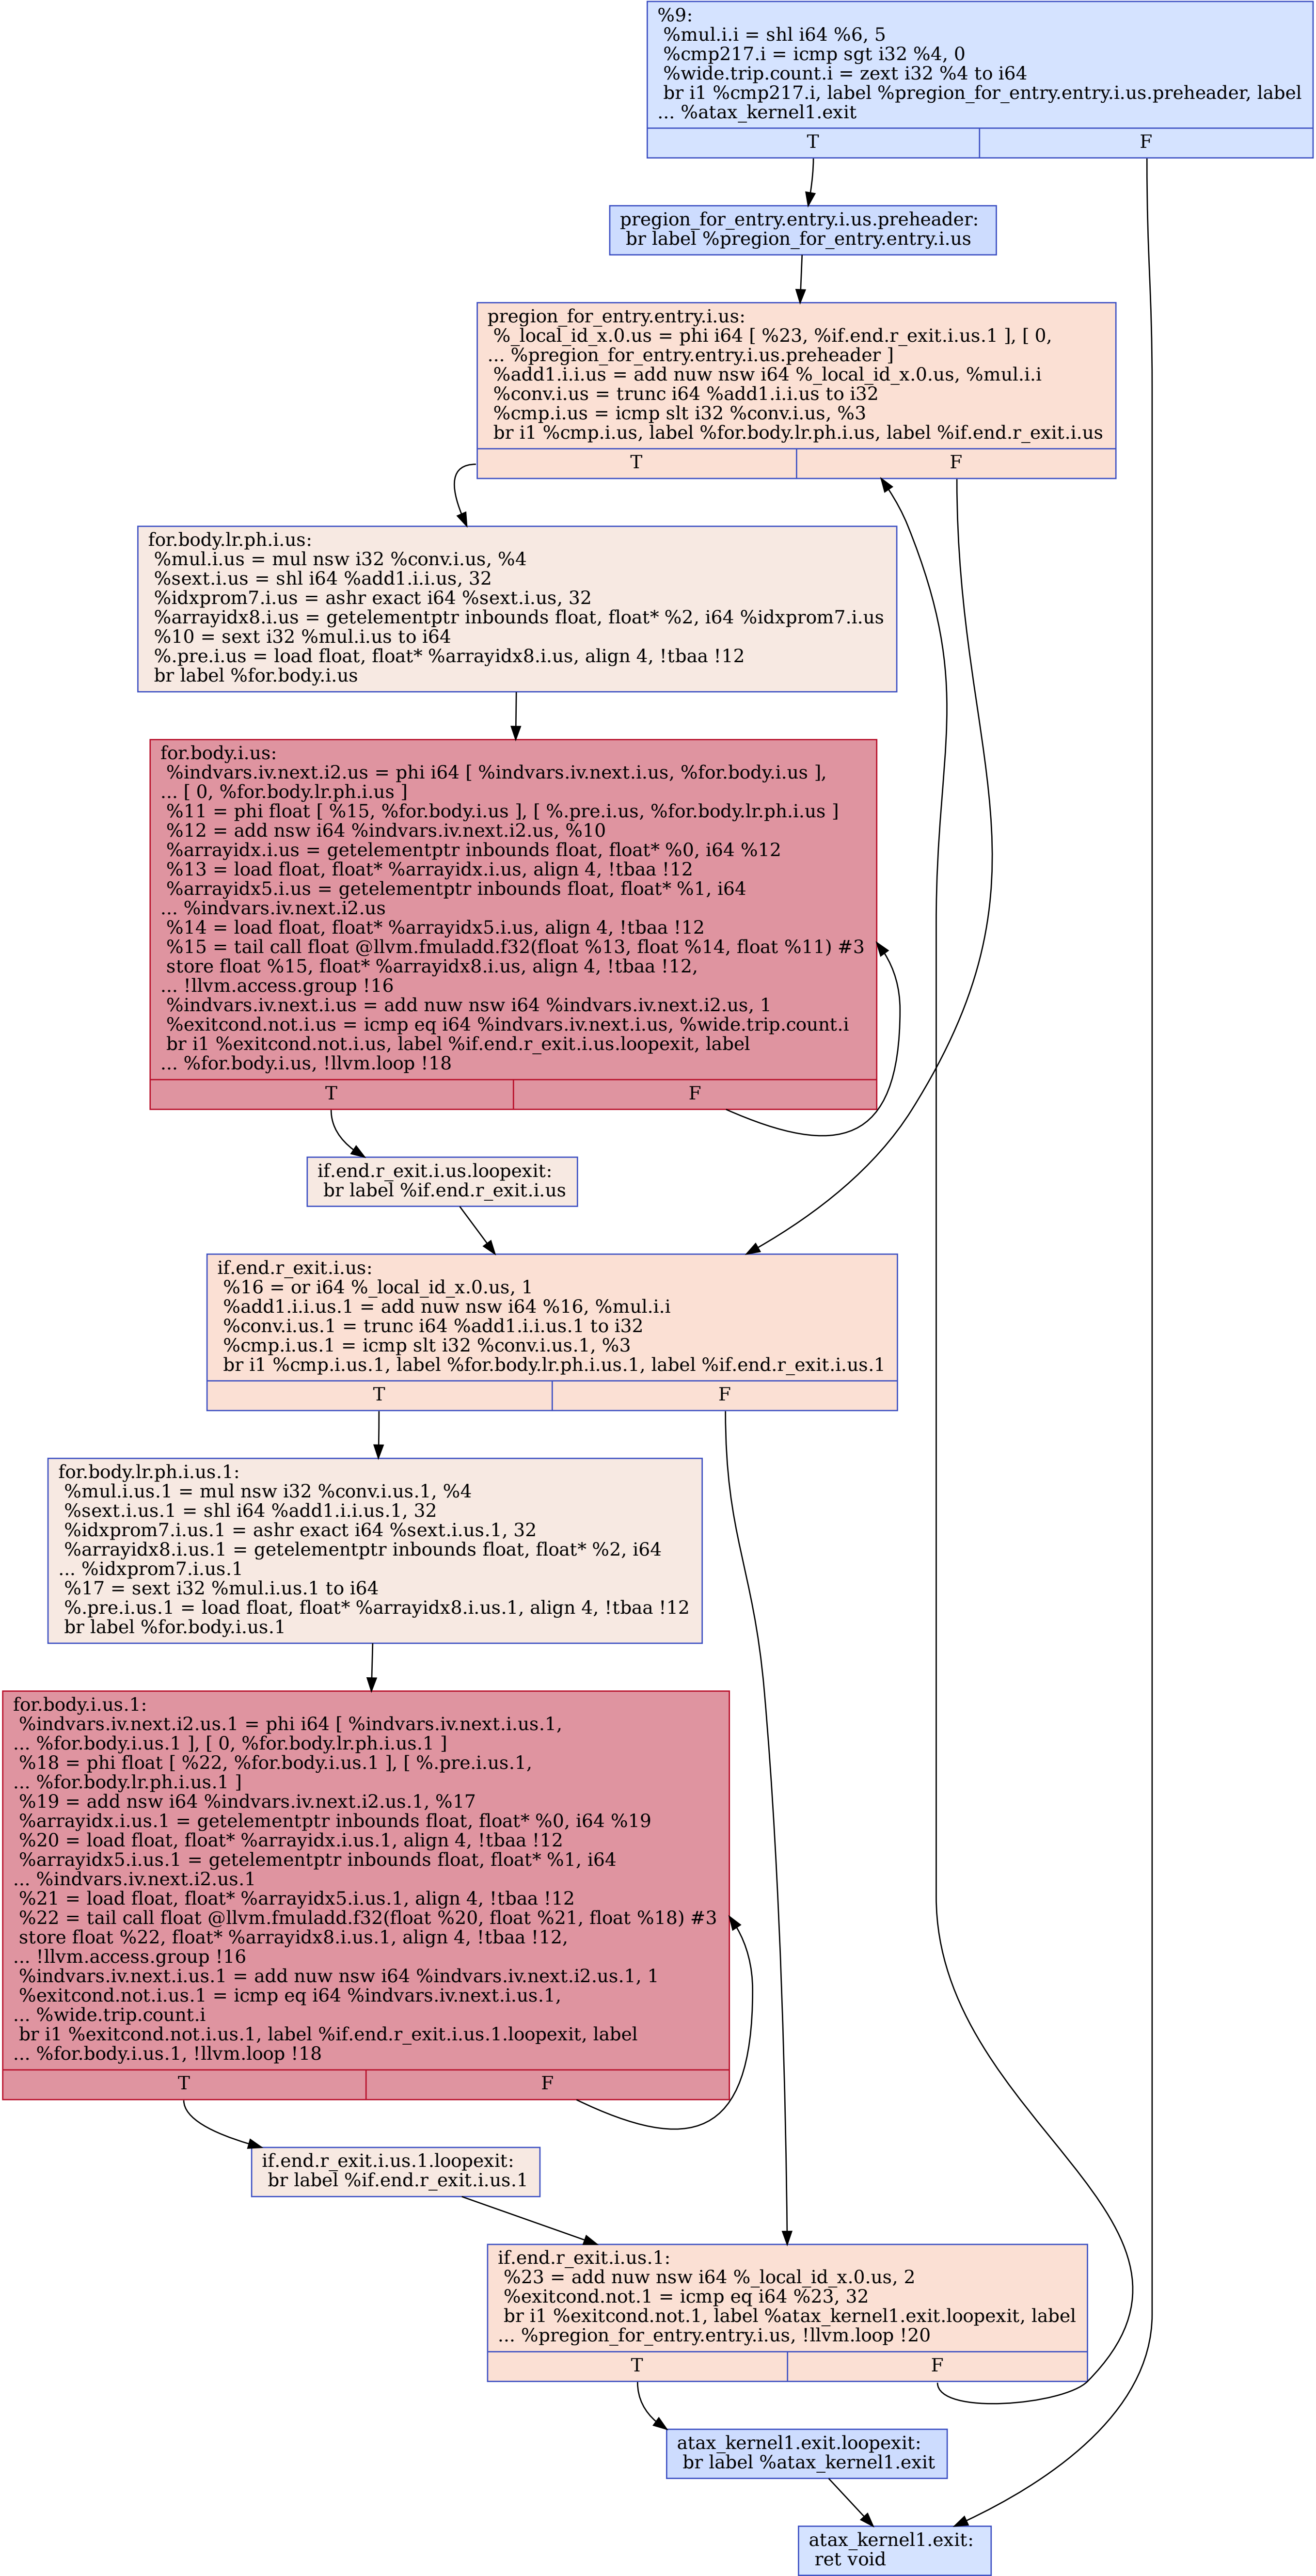 %9:
%mul.i.i = shl i64 %6, 5
%cmp217.i = icmp sgt i32 %4, 0
%wide.trip.count.i = zext i32 %4 to i64
br i1 %cmp217.i, label %pregion_for_entry.entry.i.us.preheader, label
... %atax_kernel1.exit
T F
pregion_for_entry.entry.i.us.preheader:
br label %pregion_for_entry.entry.i.us
pregion_for_entry.entry.i.us:
%_local_id_x.0.us = phi i64 [ %23, %if.end.r_exit.i.us.1 ], [ 0,
... %pregion_for_entry.entry.i.us.preheader ]
%add1.i.i.us = add nuw nsw i64 %_local_id_x.0.us, %mul.i.i
%conv.i.us = trunc i64 %add1.i.i.us to i32
%cmp.i.us = icmp slt i32 %conv.i.us, %3
br i1 %cmp.i.us, label %for.body.lr.ph.i.us, label %if.end.r_exit.i.us
T F
for.body.lr.ph.i.us:
%mul.i.us = mul nsw i32 %conv.i.us, %4
%sext.i.us = shl i64 %add1.i.i.us, 32
%idxprom7.i.us = ashr exact i64 %sext.i.us, 32
%arrayidx8.i.us = getelementptr inbounds float, float* %2, i64 %idxprom7.i.us
%10 = sext i32 %mul.i.us to i64
%.pre.i.us = load float, float* %arrayidx8.i.us, align 4, !tbaa !12
br label %for.body.i.us
for.body.i.us:
%indvars.iv.next.i2.us = phi i64 [ %indvars.iv.next.i.us, %for.body.i.us ],
... [ 0, %for.body.lr.ph.i.us ]
%11 = phi float [ %15, %for.body.i.us ], [ %.pre.i.us, %for.body.lr.ph.i.us ]
%12 = add nsw i64 %indvars.iv.next.i2.us, %10
%arrayidx.i.us = getelementptr inbounds float, float* %0, i64 %12
%13 = load float, float* %arrayidx.i.us, align 4, !tbaa !12
%arrayidx5.i.us = getelementptr inbounds float, float* %1, i64
... %indvars.iv.next.i2.us
%14 = load float, float* %arrayidx5.i.us, align 4, !tbaa !12
%15 = tail call float @llvm.fmuladd.f32(float %13, float %14, float %11) #3
store float %15, float* %arrayidx8.i.us, align 4, !tbaa !12,
... !llvm.access.group !16
%indvars.iv.next.i.us = add nuw nsw i64 %indvars.iv.next.i2.us, 1
%exitcond.not.i.us = icmp eq i64 %indvars.iv.next.i.us, %wide.trip.count.i
br i1 %exitcond.not.i.us, label %if.end.r_exit.i.us.loopexit, label
... %for.body.i.us, !llvm.loop !18
T F
if.end.r_exit.i.us.loopexit:
br label %if.end.r_exit.i.us
if.end.r_exit.i.us:
%16 = or i64 %_local_id_x.0.us, 1
%add1.i.i.us.1 = add nuw nsw i64 %16, %mul.i.i
%conv.i.us.1 = trunc i64 %add1.i.i.us.1 to i32
%cmp.i.us.1 = icmp slt i32 %conv.i.us.1, %3
br i1 %cmp.i.us.1, label %for.body.lr.ph.i.us.1, label %if.end.r_exit.i.us.1
T F
for.body.lr.ph.i.us.1:
%mul.i.us.1 = mul nsw i32 %conv.i.us.1, %4
%sext.i.us.1 = shl i64 %add1.i.i.us.1, 32
%idxprom7.i.us.1 = ashr exact i64 %sext.i.us.1, 32
%arrayidx8.i.us.1 = getelementptr inbounds float, float* %2, i64
... %idxprom7.i.us.1
%17 = sext i32 %mul.i.us.1 to i64
%.pre.i.us.1 = load float, float* %arrayidx8.i.us.1, align 4, !tbaa !12
br label %for.body.i.us.1
for.body.i.us.1:
%indvars.iv.next.i2.us.1 = phi i64 [ %indvars.iv.next.i.us.1,
... %for.body.i.us.1 ], [ 0, %for.body.lr.ph.i.us.1 ]
%18 = phi float [ %22, %for.body.i.us.1 ], [ %.pre.i.us.1,
... %for.body.lr.ph.i.us.1 ]
%19 = add nsw i64 %indvars.iv.next.i2.us.1, %17
%arrayidx.i.us.1 = getelementptr inbounds float, float* %0, i64 %19
%20 = load float, float* %arrayidx.i.us.1, align 4, !tbaa !12
%arrayidx5.i.us.1 = getelementptr inbounds float, float* %1, i64
... %indvars.iv.next.i2.us.1
%21 = load float, float* %arrayidx5.i.us.1, align 4, !tbaa !12
%22 = tail call float @llvm.fmuladd.f32(float %20, float %21, float %18) #3
store float %22, float* %arrayidx8.i.us.1, align 4, !tbaa !12,
... !llvm.access.group !16
%indvars.iv.next.i.us.1 = add nuw nsw i64 %indvars.iv.next.i2.us.1, 1
%exitcond.not.i.us.1 = icmp eq i64 %indvars.iv.next.i.us.1,
... %wide.trip.count.i
br i1 %exitcond.not.i.us.1, label %if.end.r_exit.i.us.1.loopexit, label
... %for.body.i.us.1, !llvm.loop !18
T F
if.end.r_exit.i.us.1.loopexit:
br label %if.end.r_exit.i.us.1
if.end.r_exit.i.us.1:
%23 = add nuw nsw i64 %_local_id_x.0.us, 2
%exitcond.not.1 = icmp eq i64 %23, 32
br i1 %exitcond.not.1, label %atax_kernel1.exit.loopexit, label
... %pregion_for_entry.entry.i.us, !llvm.loop !20
T F
atax_kernel1.exit.loopexit:
br label %atax_kernel1.exit
atax_kernel1.exit:
ret void